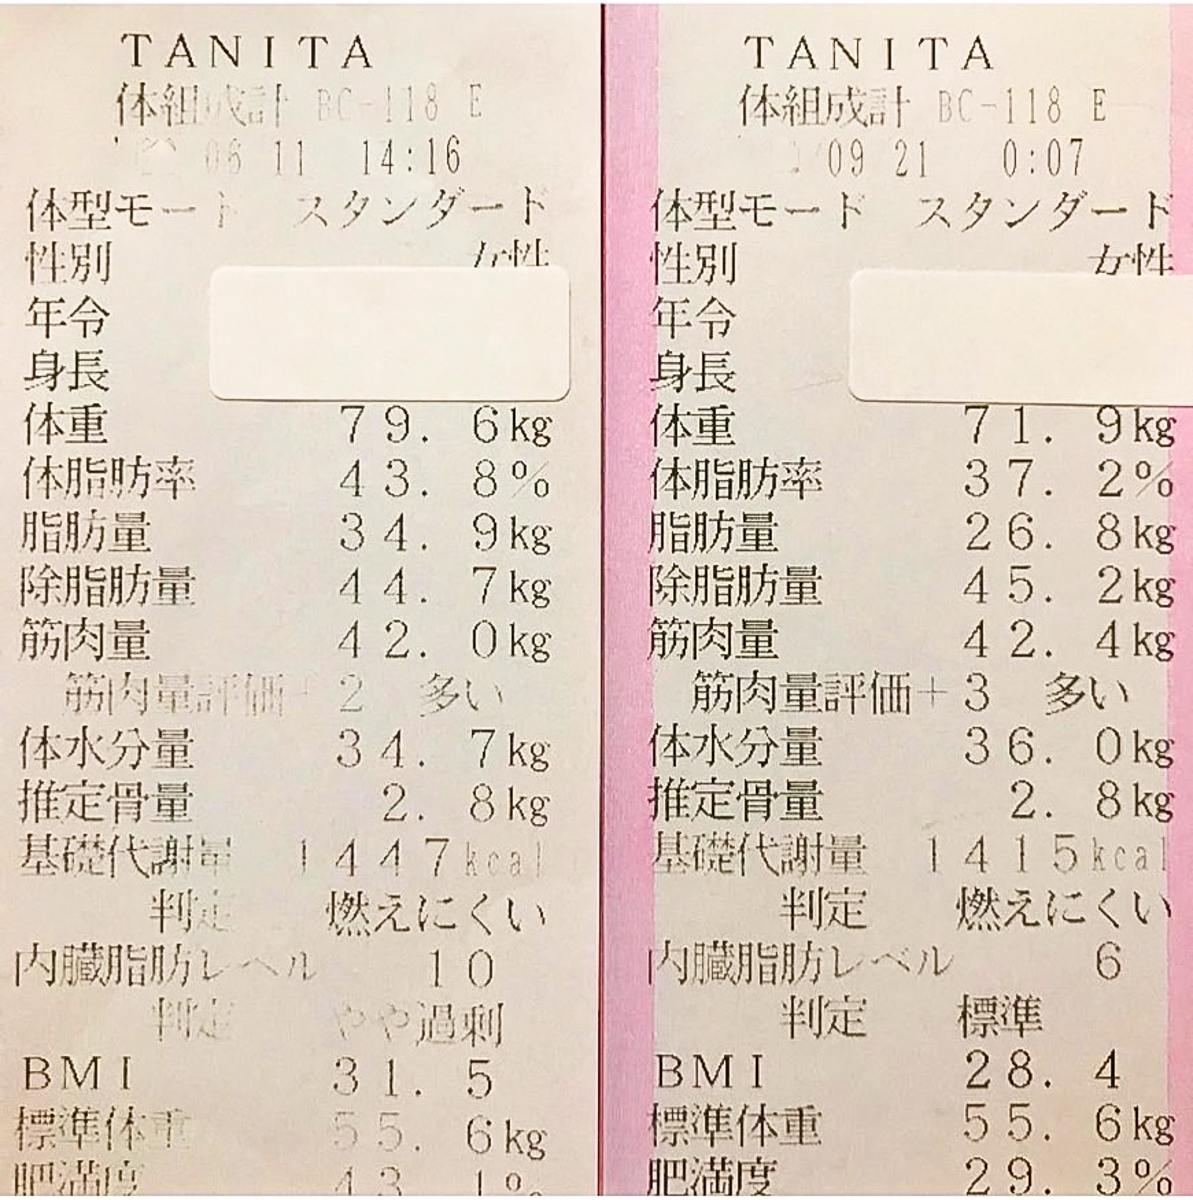 TANITA
体組成計 BC-118 E
06 11 14:16
体型モード スタンダード
性別 女性
年令
身長
体重 79.6kg
体脂肪率 43.8%
脂肪量 34.9kg
除脂肪量 44.7kg
筋肉量 42.0kg
筋肉量評価+2 多い
体水分量 34.7kg
推定骨量 2.8kg
基礎代謝量 1447kcal
判定 燃えにくい
内臓脂肪レベル 10
判定 やや過剰
BMI 31.5
標準体重 55.6kg
肥満度 43.1%
TANITA
体組成計 BC-118 E
/09 21 0:07
体型モード スタンダード
性別 女性
年令
身長
体重 71.9kg
体脂肪率 37.2%
脂肪量 26.8kg
除脂肪量 45.2kg
筋肉量 42.4kg
筋肉量評価+3 多い
体水分量 36.0kg
推定骨量 2.8kg
基礎代謝量 1415kcal
判定 燃えにくい
内臓脂肪レベル 6
判定 標準
BMI 28.4
標準体重 55.6kg
肥満度 29.3%